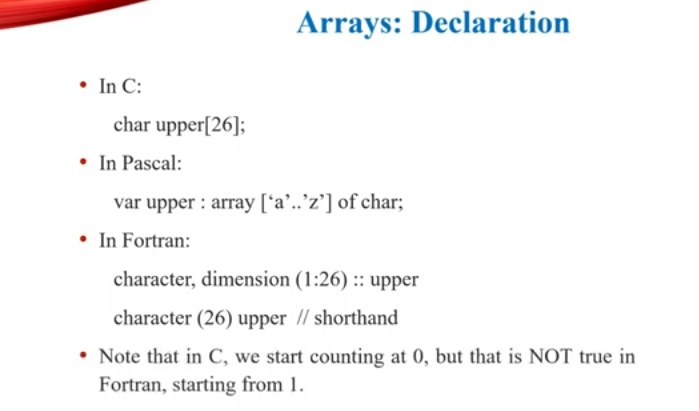 Arrays: Declaration
• In C:
char upper[26];
• In Pascal:
var upper : array [‘a’..’z’] of char;
• In Fortran:
character, dimension (1:26) :: upper
character (26) upper // shorthand
• Note that in C, we start counting at 0, but that is NOT true in
Fortran, starting from 1.